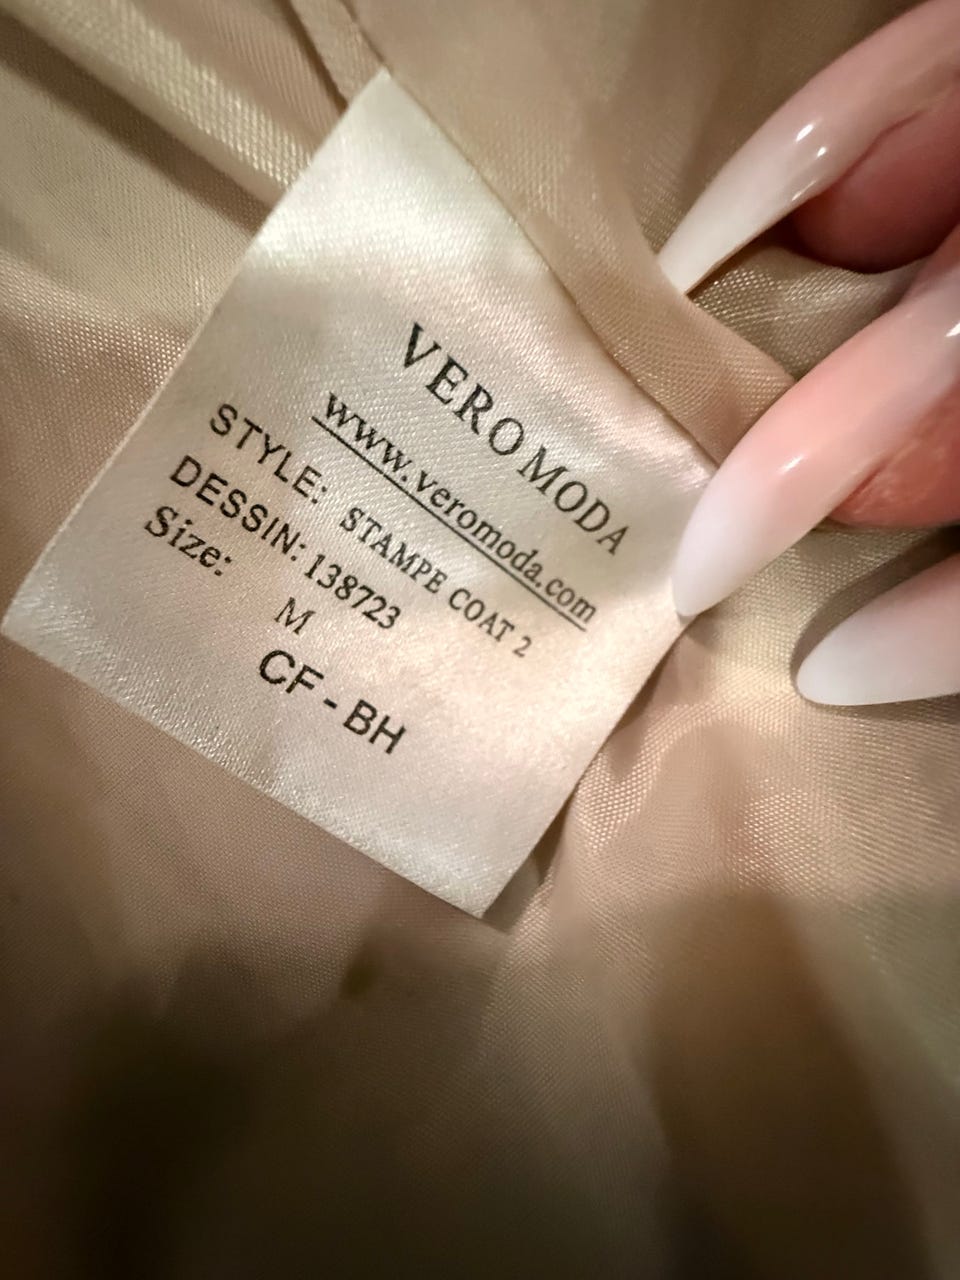 VERO MODA
www.veromoda.com
STYLE: STAMPE COAT 2
DESSIN: 138723
Size: M
CF - BH